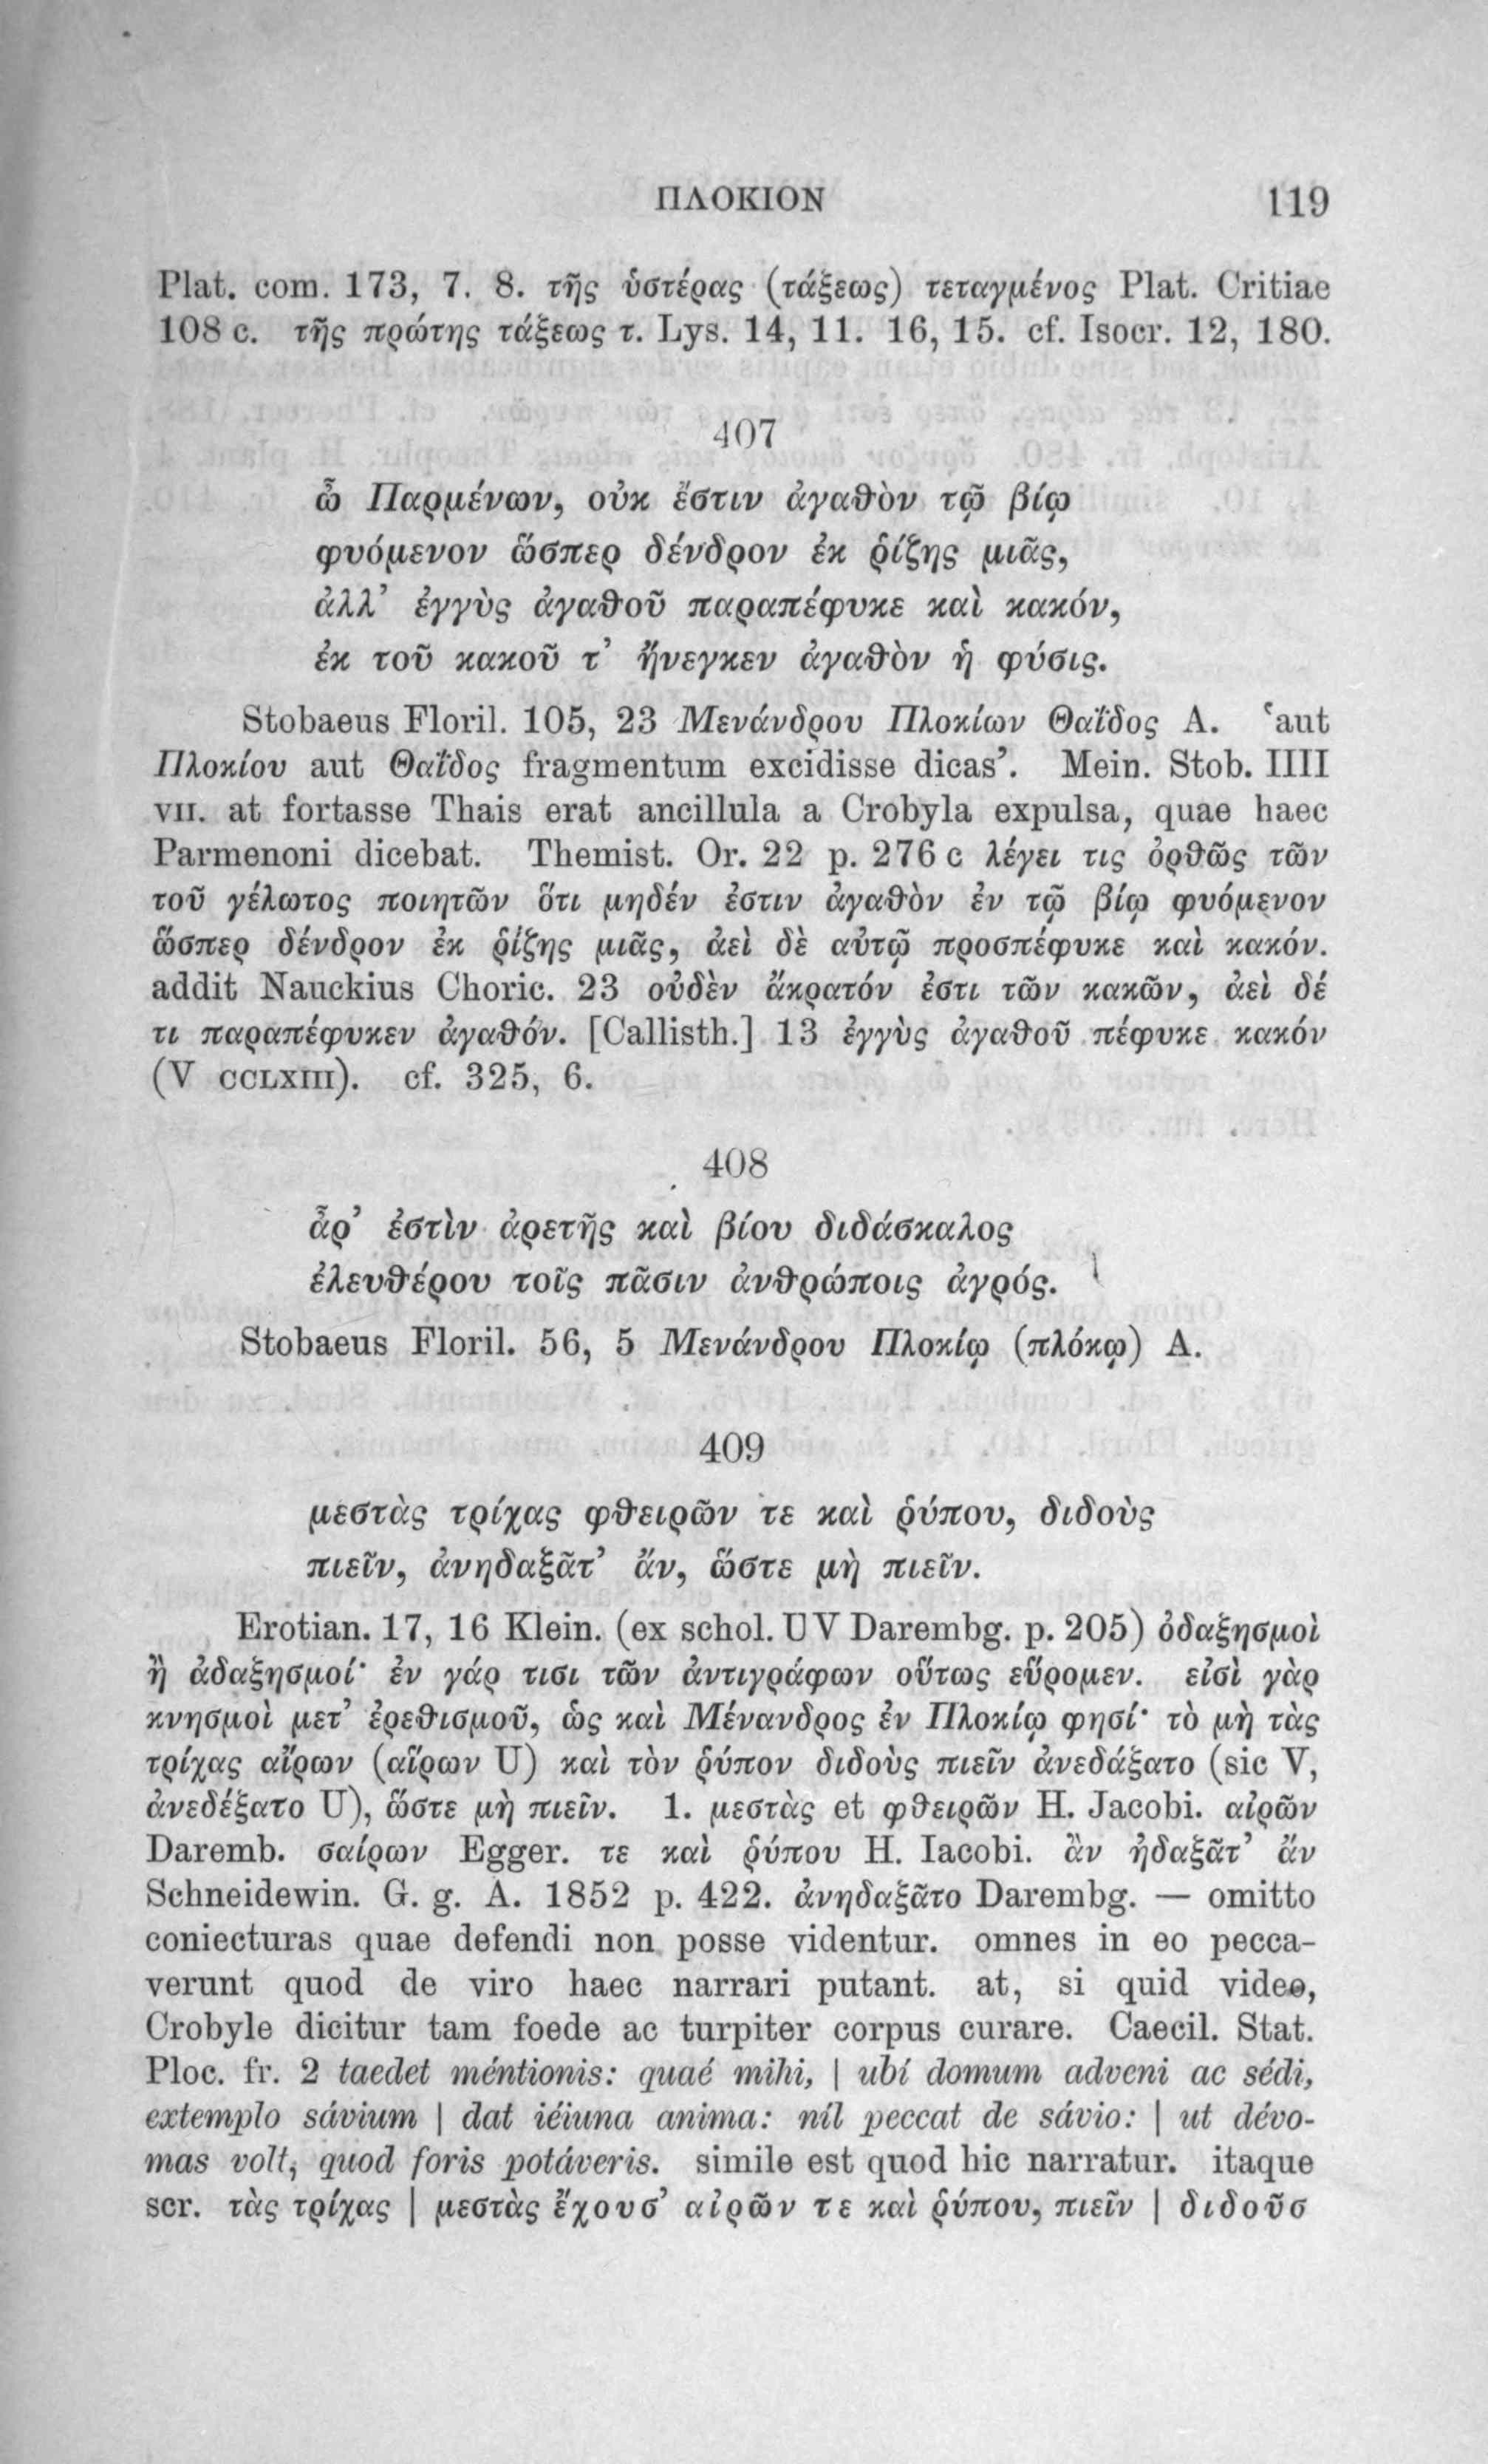 ΠΛΟΚΙΟΝ 119
Plat. com. 173, 7. 8. τῆς ὑστέρας (τάξεως) τεταγμένος Plat. Critiae
108 c. τῆς πρώτης τάξεως τ. Lys. 14, 11. 16, 15. cf. Isocr. 12, 180.
407
ὦ Παρμένων, οὐκ ἔστιν ἀγαθὸν τῷ βίῳ
φυόμενον ὥσπερ δένδρον ἐκ ῥίζης μιᾶς,
ἀλλ’ ἐγγὺς ἀγαθοῦ παραπέφυκε καὶ κακόν,
ἐκ τοῦ κακοῦ τ’ ἤνεγκεν ἀγαθὸν ἡ φύσις.
Stobaeus Floril. 105, 23 Μενάνδρου Πλοκίων Θαΐδος A. ‘aut
Πλοκίου aut Θαΐδος fragmentum excidisse dicas’. Mein. Stob. IIII
VII. at fortasse Thais erat ancillula a Crobyla expulsa, quae haec
Parmenoni dicebat. Themist. Or. 22 p. 276 c λέγει τις ὀρθῶς τῶν
τοῦ γέλωτος ποιητῶν ὅτι μηδέν ἐστιν ἀγαθὸν ἐν τῷ βίῳ φυόμενον
ὥσπερ δένδρον ἐκ ῥίζης μιᾶς, ἀεὶ δὲ αὐτῷ προσπέφυκε καὶ κακόν.
addit Nauckius Choric. 23 οὐδὲν ἄκρατόν ἐστι τῶν κακῶν, ἀεὶ δέ
τι παραπέφυκεν ἀγαθόν. [Callisth.] 13 ἐγγὺς ἀγαθοῦ πέφυκε κακόν
(V CCLXIII). cf. 325, 6.
408
ἆρ’ ἐστὶν ἀρετῆς καὶ βίου διδάσκαλος
ἐλευθέρου τοῖς πᾶσιν ἀνθρώποις ἀγρός.
Stobaeus Floril. 56, 5 Μενάνδρου Πλοκίῳ (πλόκῳ) A.
409
μεστὰς τρίχας φθειρῶν τε καὶ ῥύπου, διδοὺς
πιεῖν, ἀνηδαξᾶτ’ ἄν, ὥστε μὴ πιεῖν.
Erotian. 17, 16 Klein. (ex schol. UV Darembg. p. 205) ὀδαξησμοὶ
ἢ ἀδαξησμοί· ἐν γάρ τισι τῶν ἀντιγράφων οὕτως εὕρομεν. εἰσὶ γὰρ
κνησμοὶ μετ’ ἐρεθισμοῦ, ὡς καὶ Μένανδρος ἐν Πλοκίῳ φησί· τὸ μὴ τὰς
τρίχας αἴρων (αἵρων U) καὶ τὸν ῥύπον διδοὺς πιεῖν ἀνεδάξατο (sic V,
ἀνεδέξατο U), ὥστε μὴ πιεῖν. 1. μεστὰς et φθειρῶν H. Jacobi. αἰρῶν
Daremb. σαίρων Egger. τε καὶ ῥύπου H. Iacobi. ἂν ἠδαξᾶτ’ ἄν
Schneidewin. G. g. A. 1852 p. 422. ἀνηδαξᾶτο Darembg. — omitto
coniecturas quae defendi non posse videntur. omnes in eo pecca-
verunt quod de viro haec narrari putant. at, si quid video,
Crobyle dicitur tam foede ac turpiter corpus curare. Caecil. Stat.
Ploc. fr. 2 taedet méntionis: quaé mihi, | ubí domum adveni ac sédi,
extemplo sávium | dat iéiuna anima: níl peccat de sávio: | ut dévo-
mas volt, quod foris potáveris. simile est quod hic narratur. itaque
scr. τὰς τρίχας | μεστὰς ἔχουσ’ αἰρῶν τε καὶ ῥύπου, πιεῖν | διδοῦσ